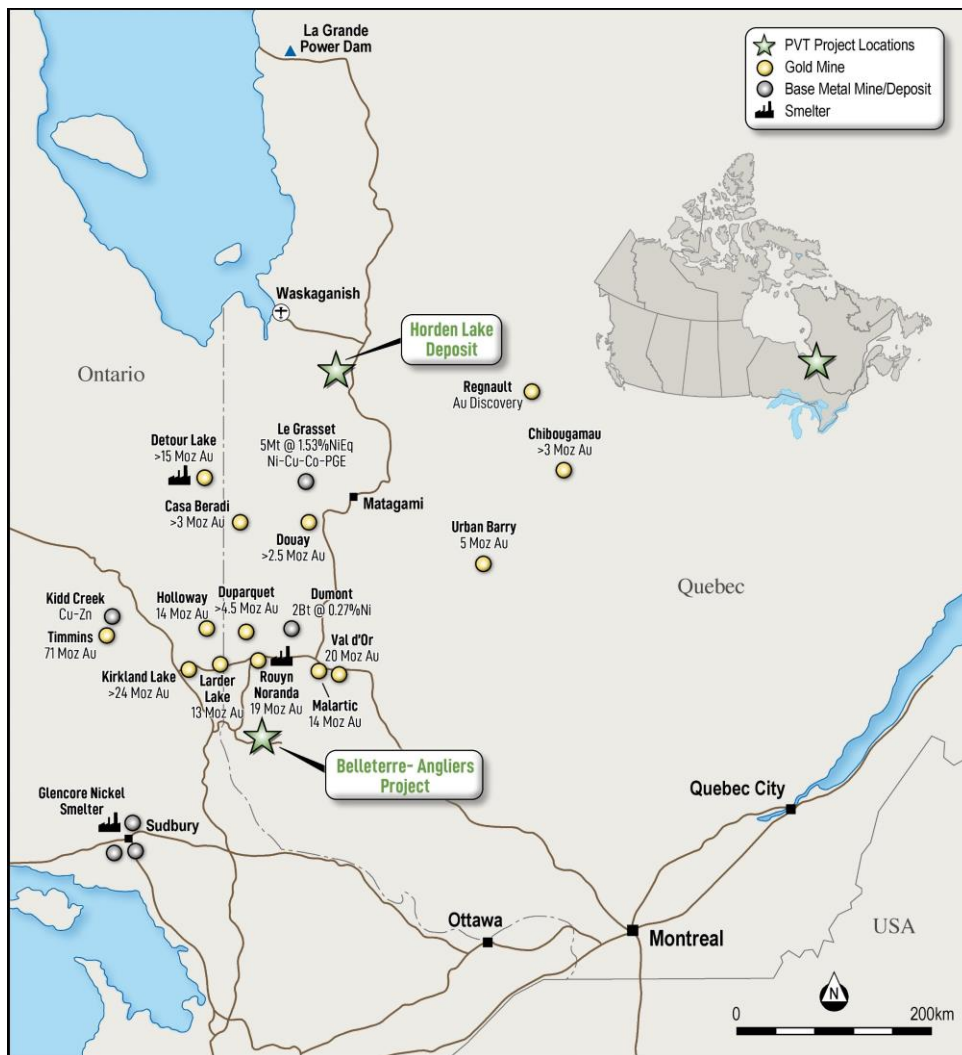 La Grande
Power Dam
PVT Project Locations
Gold Mine
Base Metal Mine/Deposit
Smelter
Waskaganish
Horden Lake
Deposit
Ontario
Regnault
Au Discovery
Detour Lake
>15 Moz Au
Le Grasset
5Mt @ 1.53%NiEq
Ni-Cu-Co-PGE
Chibougamau
>3 Moz Au
Matagami
Casa Beradi
>3 Moz Au
Douay
>2.5 Moz Au
Urban Barry
5 Moz Au
Quebec
Kidd Creek
Cu-Zn
Timmins
71 Moz Au
Holloway
14 Moz Au
Duparquet
>4.5 Moz Au
Dumont
2Bt @ 0.27%Ni
Val d'Or
20 Moz Au
Kirkland Lake
>24 Moz Au
Larder
Lake
13 Moz Au
Rouyn
Noranda
19 Moz Au
Malartic
14 Moz Au
Belleterre- Angliers
Project
Glencore Nickel
Smelter
Sudbury
Quebec City
Ottawa
Montreal
USA
N
0 200km